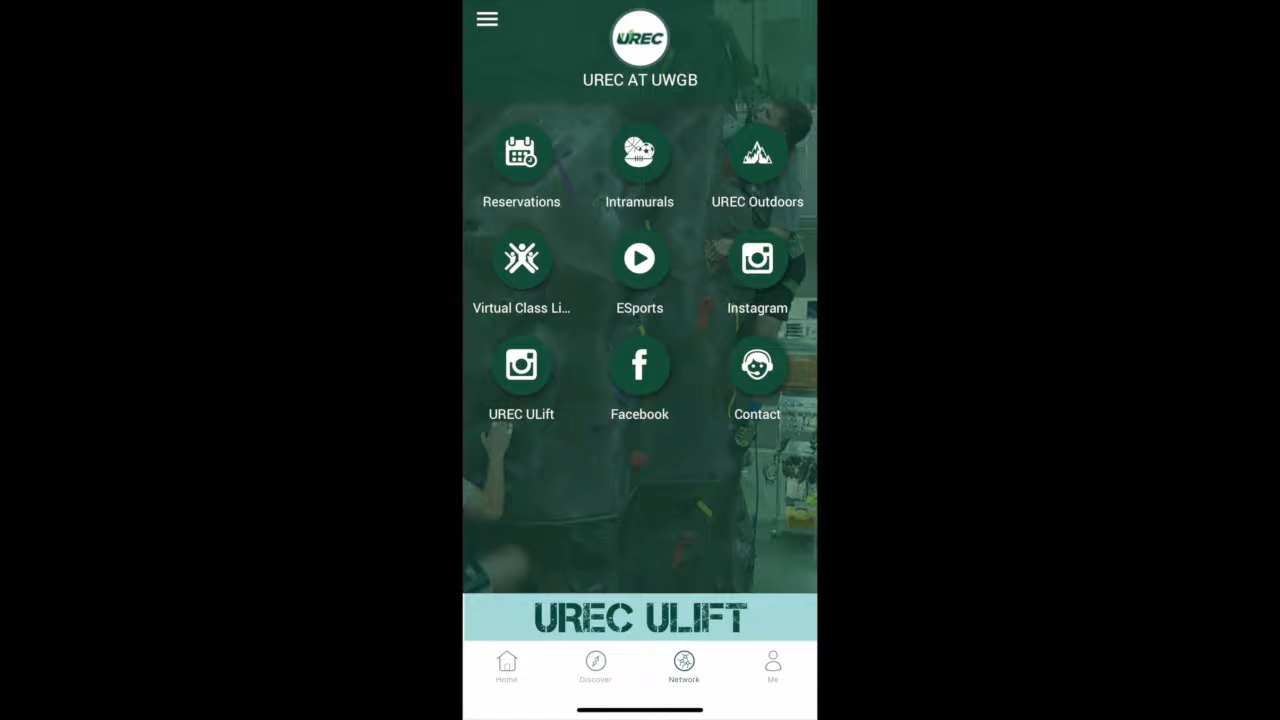 UREC
UREC AT UWGB
Reservations
Intramurals
UREC Outdoors
Virtual Class Li...
ESports
Instagram
UREC ULift
Facebook
Contact
UREC ULIFT
Home
Discover
Network
Me